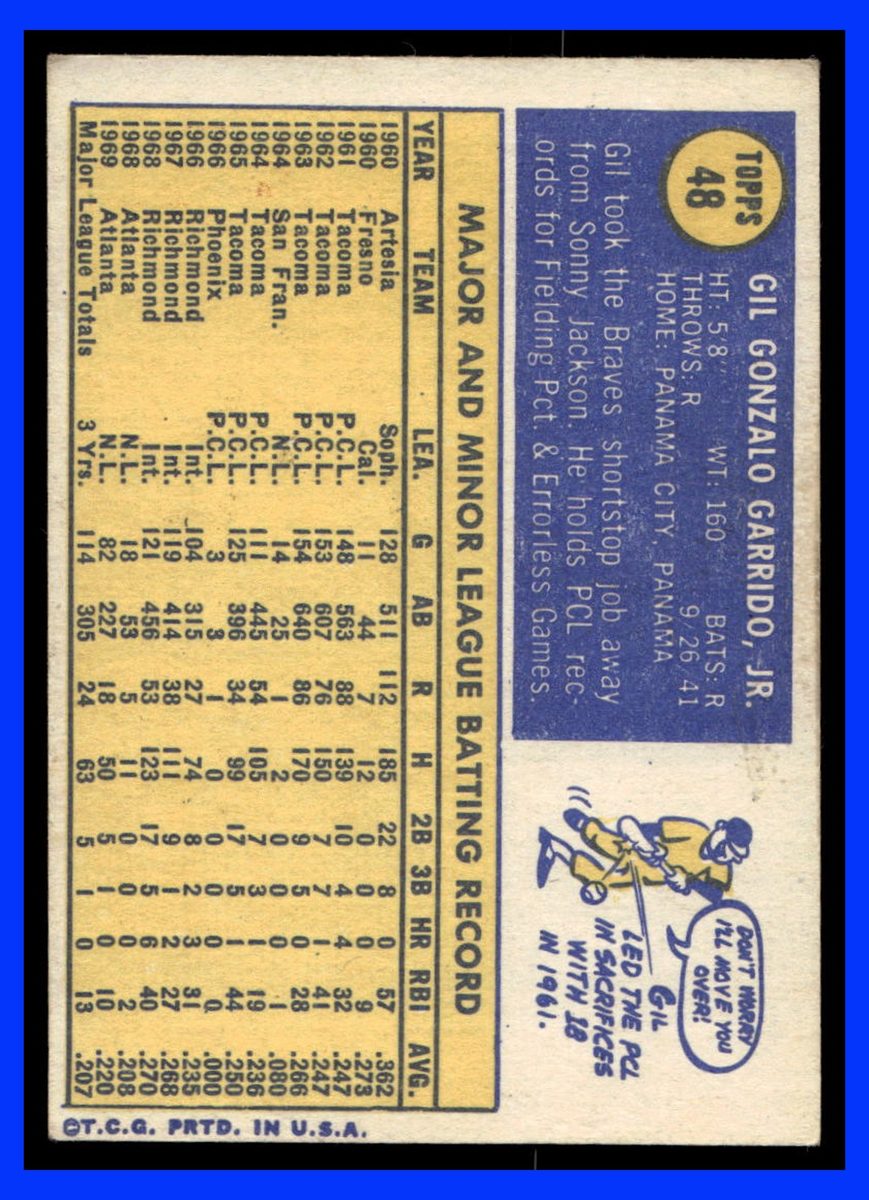 TOPPS
48
GIL GONZALO GARRIDO, JR.
HT: 5'8" WT: 160 BATS: R
THROWS: R 9/26/41
HOME: PANAMA CITY, PANAMA
Gil took the Braves shortstop job away
from Sonny Jackson. He holds PCL rec-
ords for Fielding Pct. & Errorless Games.
DON'T WORRY
I'LL MOVE YOU
OVER!
GIL
LED THE PCL
IN SACRIFICES
WITH 18
IN 1961.
MAJOR AND MINOR LEAGUE BATTING RECORD
YEAR TEAM LEA. G AB R H 2B 3B HR RBI AVG.
1960 Artesia Soph. 128 511 112 185 22 8 0 57 .362
1960 Fresno Cal. 11 44 7 12 0 0 0 9 .273
1961 Tacoma P.C.L. 148 563 88 139 10 4 4 32 .247
1962 Tacoma P.C.L. 153 607 76 150 7 7 1 41 .247
1963 Tacoma P.C.L. 154 640 86 170 9 5 0 28 .266
1964 San Fran. N.L. 14 25 1 2 0 0 0 1 .080
1964 Tacoma P.C.L. 111 445 54 105 7 3 1 19 .236
1965 Tacoma P.C.L. 125 396 34 99 17 5 1 44 .250
1966 Phoenix P.C.L. 3 3 1 0 0 0 0 0 .000
1966 Richmond Int. 104 315 27 74 8 2 3 31 .235
1967 Richmond Int. 119 414 38 111 9 1 2 27 .268
1968 Richmond Int. 121 456 53 123 17 5 6 40 .270
1968 Atlanta N.L. 18 53 5 11 0 0 0 2 .208
1969 Atlanta N.L. 82 227 18 50 5 1 0 10 .220
Major League Totals 3 Yrs. 114 305 24 63 5 1 0 13 .207
©T.C.G. PRTD. IN U.S.A.